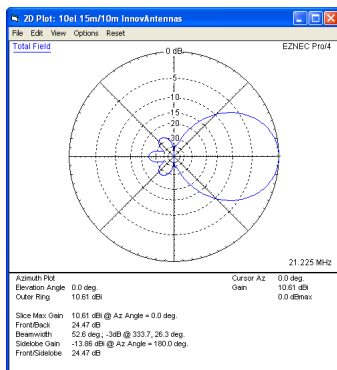 2D Plot: 10el 15m/10m InnovAntennas
File Edit View Options Reset
Total Field
0 dB
EZNEC Pro/4
-5
-10
-15
-20
-30
21.225 MHz
Azimuth Plot
Elevation Angle 0.0 deg.
Outer Ring 10.61 dBi
Cursor Az 0.0 deg.
Gain 10.61 dBi
0.0 dBmax
Slice Max Gain 10.61 dBi @ Az Angle = 0.0 deg.
Front/Back 24.47 dB
Beamwidth 52.6 deg.; -3dB @ 333.7, 26.3 deg.
Sidelobe Gain -13.86 dBi @ Az Angle = 180.0 deg.
Front/Sidelobe 24.47 dB